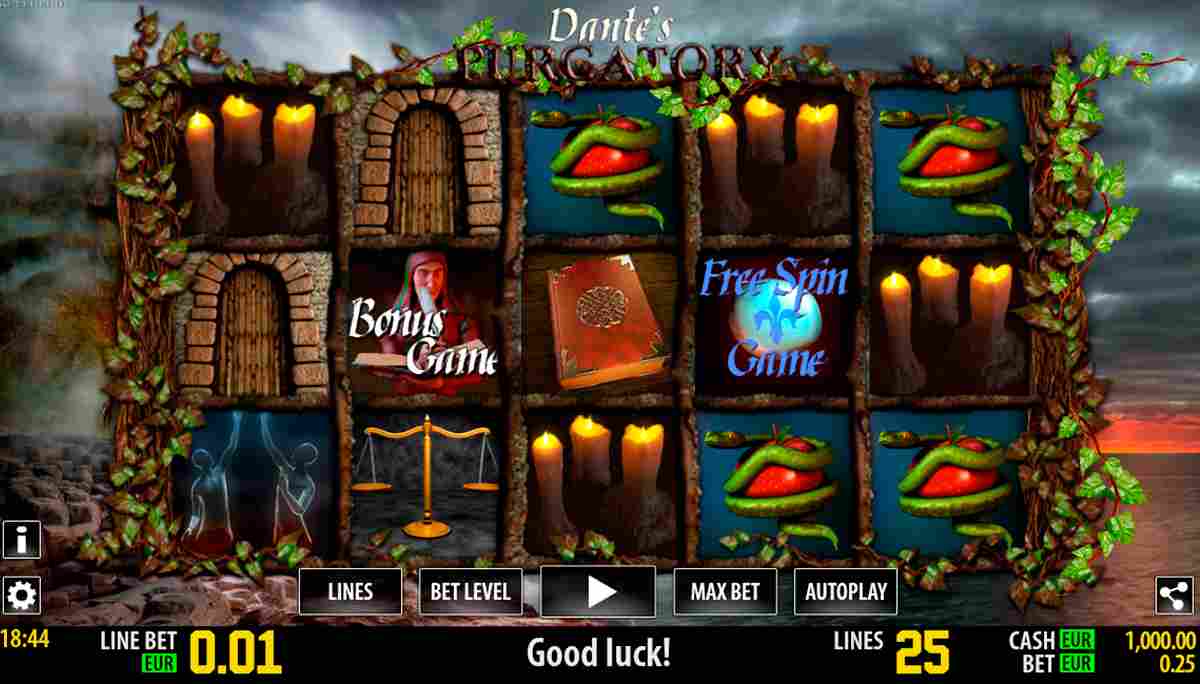 Dante's
PURGATORY
Bonus
Game
Free Spin
Game
i
LINES
BET LEVEL
MAX BET
AUTOPLAY
18:44
LINE BET
EUR
0.01
Good luck!
LINES
25
CASH EUR 1,000.00
BET EUR 0.25